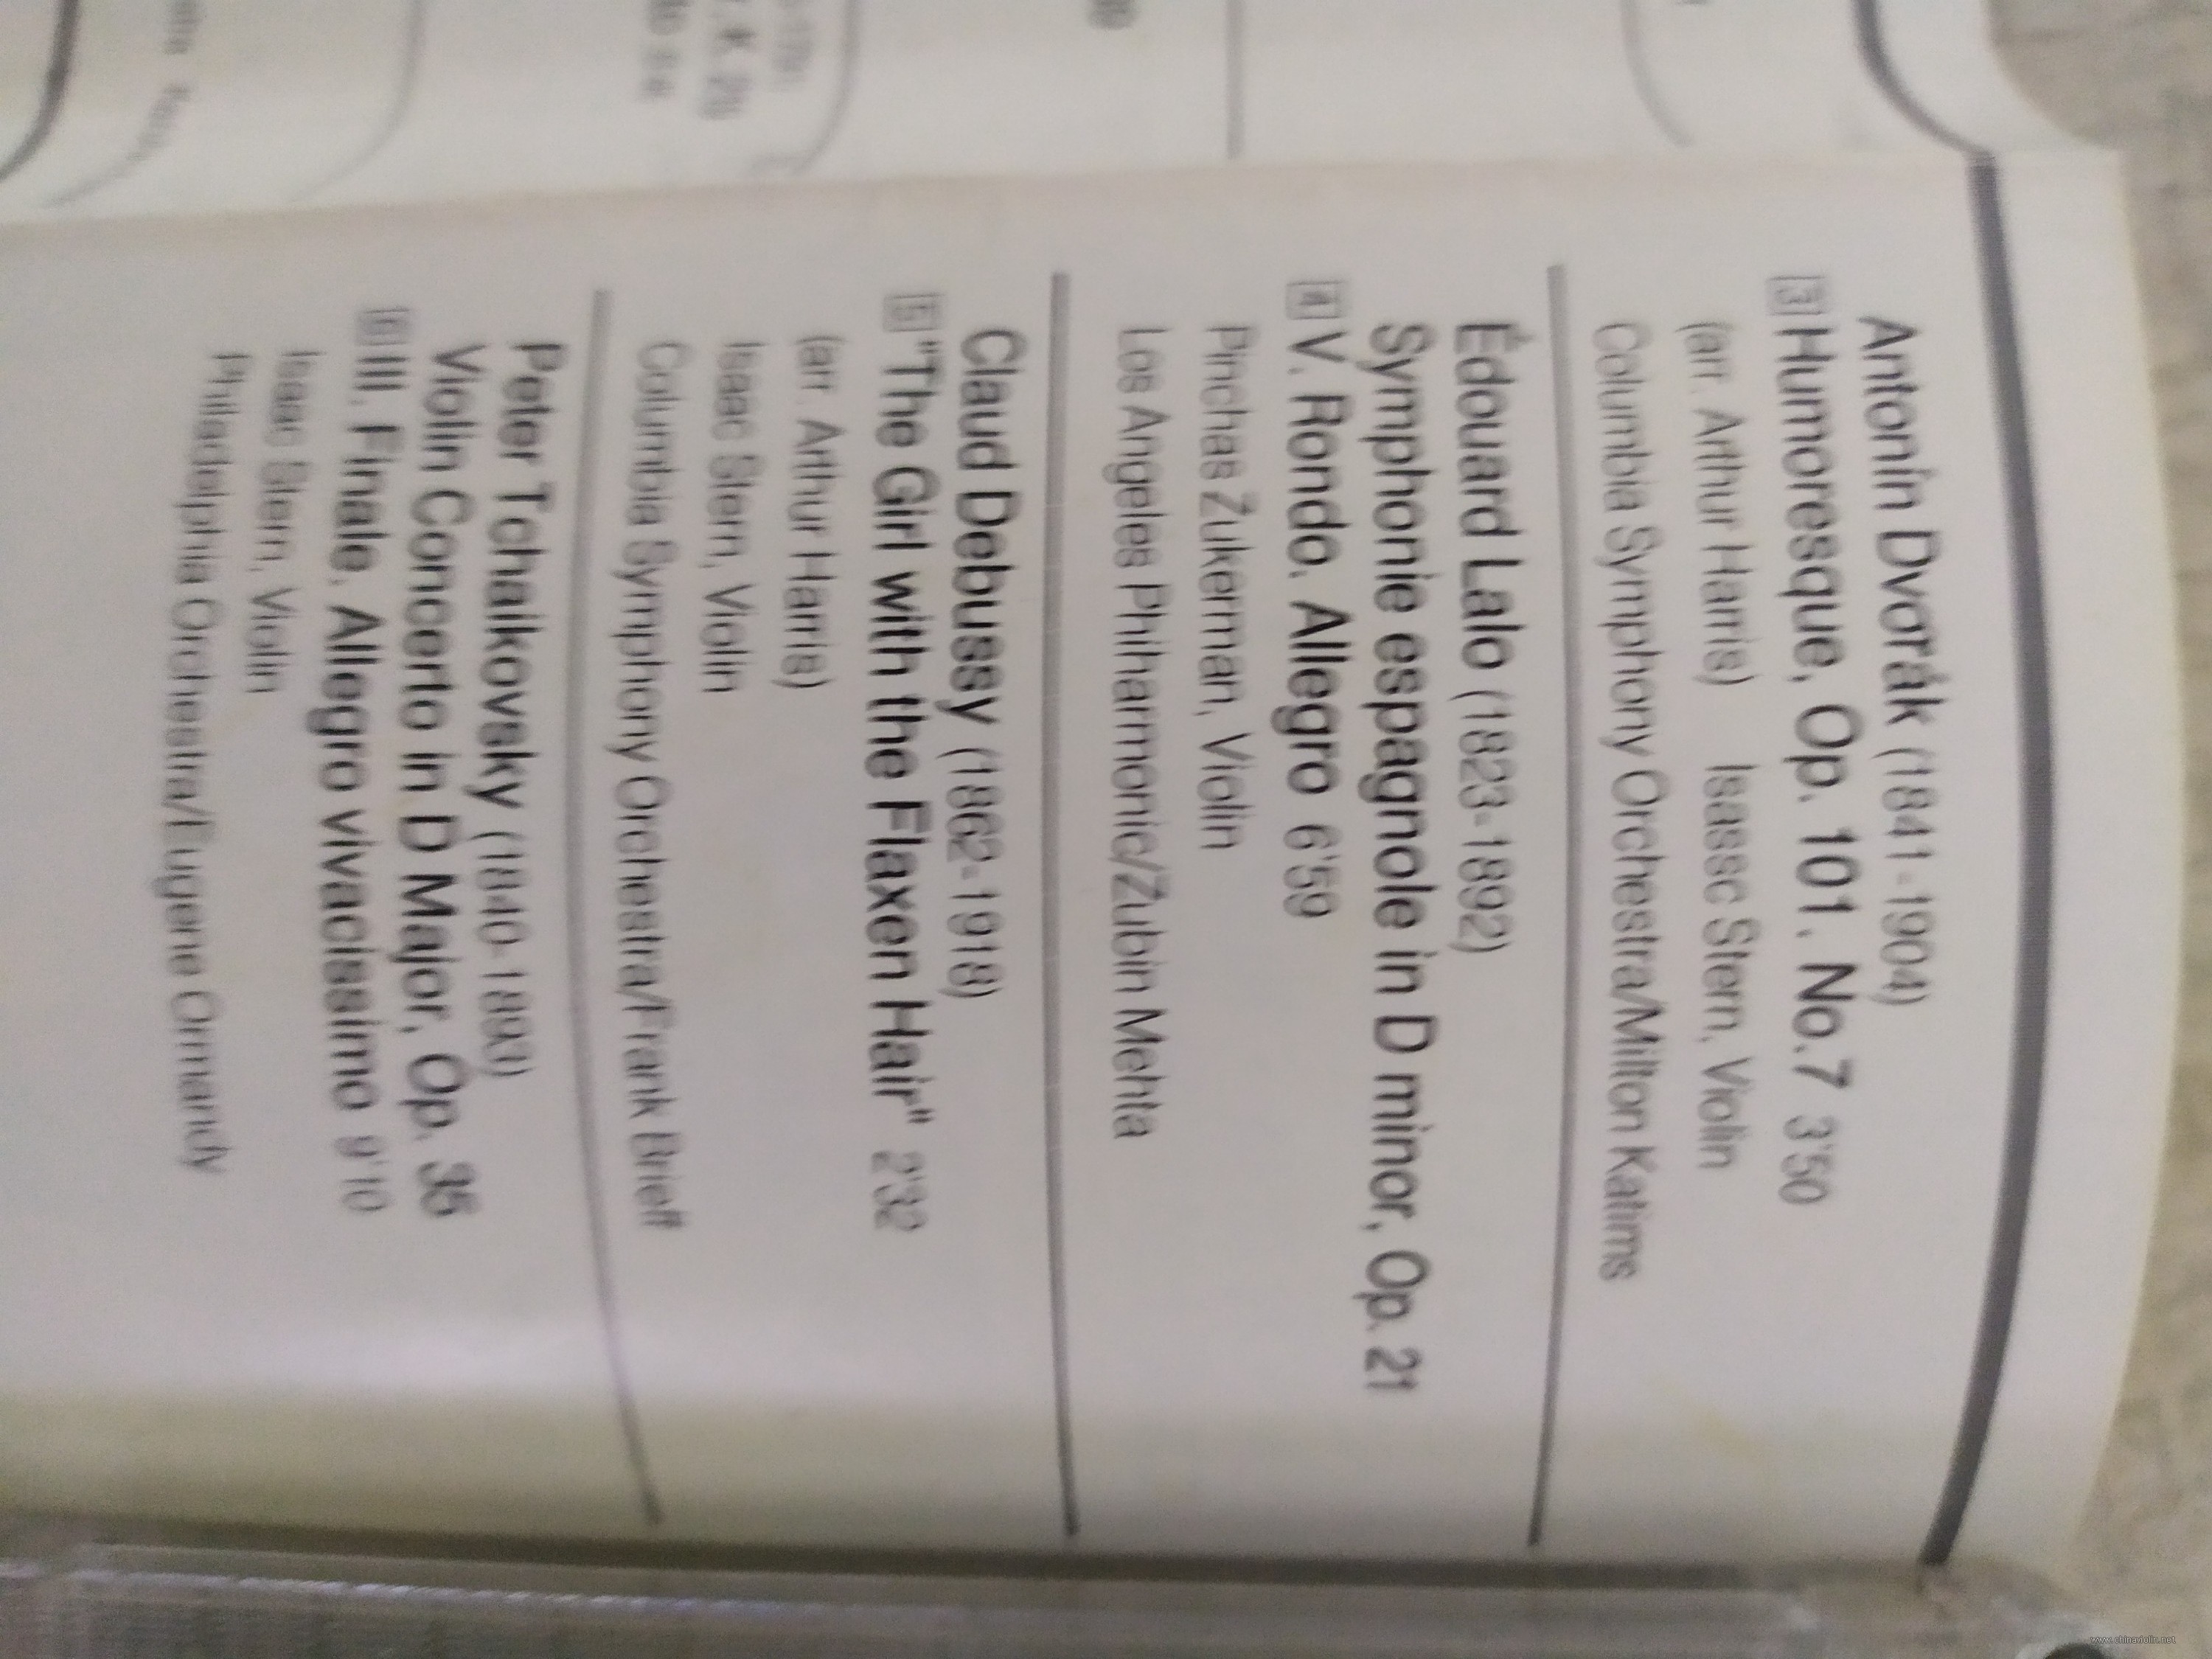 Antonín Dvořák (1841-1904)
3 Humoresque, Op. 101. No.7 3'50
(arr. Arthur Harris) Isassc Stern, Violin
Columbia Symphony Orchestra/Milton Katims
Édouard Lalo (1823-1892)
Symphonie espagnole in D minor, Op. 21
4 V. Rondo. Allegro 6'59
Pinchas Zukerman, Violin
Los Angeles Philharmonic/Zubin Mehta
Claud Debussy (1862-1918)
5 "The Girl with the Flaxen Hair" 2'32
(arr. Arthur Harris)
Isaac Stern, Violin
Columbia Symphony Orchestra/Frank Brieff
Peter Tchaikovsky (1840-1893)
Violin Concerto in D Major, Op. 35
6 III. Finale. Allegro vivacissimo 9'10
Isaac Stern, Violin
Philadelphia Orchestra/Eugene Ormandy